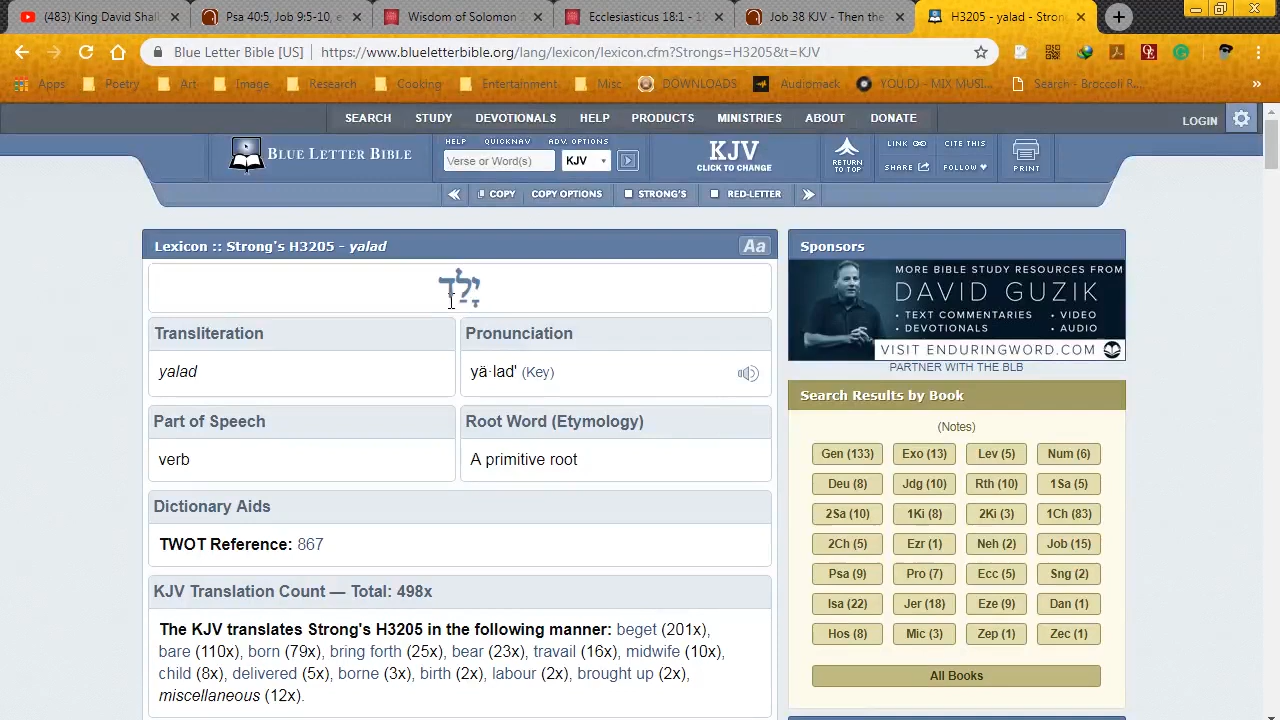 (483) King David Shall
Psa 40:5, Job 9:5-10, e
Wisdom of Solomon
Ecclesiasticus 18:1 - 1
Job 38 KJV - Then the
H3205 - yalad - Stron
Blue Letter Bible [US] | https://www.blueletterbible.org/lang/lexicon/lexicon.cfm?Strongs=H3205&t=KJV
Apps Poetry Art Image Research Cooking Entertainment Misc DOWNLOADS Audiomack YOU.DJ - MIX MUSI... Search - Broccoli R... »
SEARCH STUDY DEVOTIONALS HELP PRODUCTS MINISTRIES ABOUT DONATE LOGIN
BLUE LETTER BIBLE
HELP QUICKNAV ADV. OPTIONS
Verse or Word(s) KJV
KJV
CLICK TO CHANGE
RETURN
TO TOP
LINK CITE THIS
SHARE FOLLOW
PRINT
COPY COPY OPTIONS STRONG'S RED-LETTER
Lexicon :: Strong's H3205 - yalad Aa
יָלַד
Transliteration
yalad
Pronunciation
yä·lad' (Key)
Part of Speech
verb
Root Word (Etymology)
A primitive root
Dictionary Aids
TWOT Reference: 867
KJV Translation Count — Total: 498x
The KJV translates Strong's H3205 in the following manner: beget (201x),
bare (110x), born (79x), bring forth (25x), bear (23x), travail (16x), midwife (10x),
child (8x), delivered (5x), borne (3x), birth (2x), labour (2x), brought up (2x),
miscellaneous (12x).
Sponsors
MORE BIBLE STUDY RESOURCES FROM
DAVID GUZIK
• TEXT COMMENTARIES • VIDEO
• DEVOTIONALS • AUDIO
VISIT ENDURINGWORD.COM
PARTNER WITH THE BLB
Search Results by Book
(Notes)
Gen (133) Exo (13) Lev (5) Num (6)
Deu (8) Jdg (10) Rth (10) 1Sa (5)
2Sa (10) 1Ki (8) 2Ki (3) 1Ch (83)
2Ch (5) Ezr (1) Neh (2) Job (15)
Psa (9) Pro (7) Ecc (5) Sng (2)
Isa (22) Jer (18) Eze (9) Dan (1)
Hos (8) Mic (3) Zep (1) Zec (1)
All Books